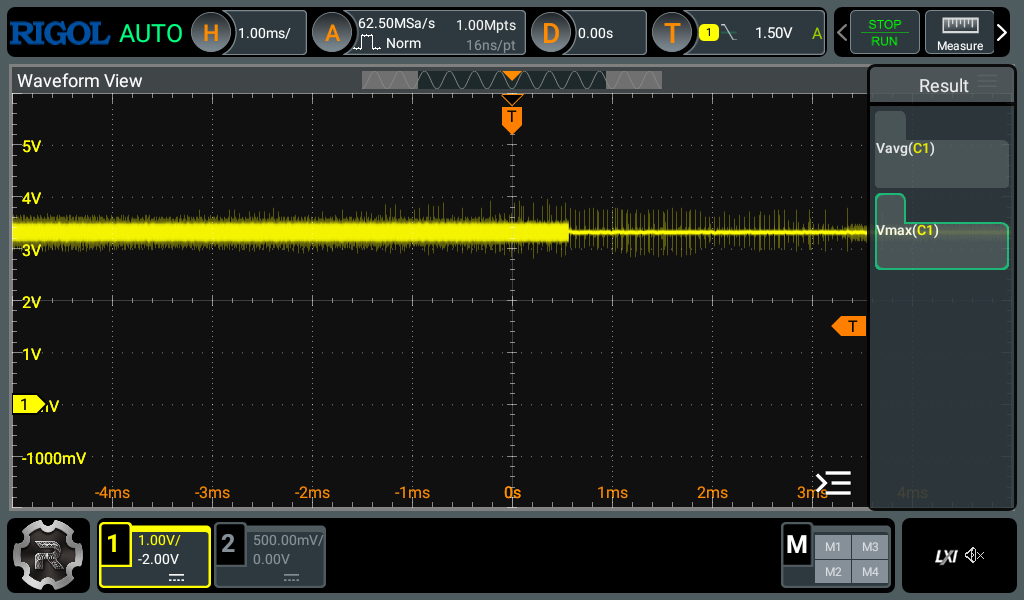 RIGOL AUTO H 1.00ms/ A 62.50MSa/s 1.00Mpts D 0.00s T 1 1.50V A STOP
Norm 16ns/pt RUN Measure
Waveform View
Result
T
5V
Vavg(C1)
4V
Vmax(C1)
3V
2V
T
1V
1
-1000mV
-4ms -3ms -2ms -1ms 0s 1ms 2ms 3ms 4ms
1 1.00V/ 2 500.00mV/ M M1 M3
-2.00V 0.00V M2 M4
R
LXI